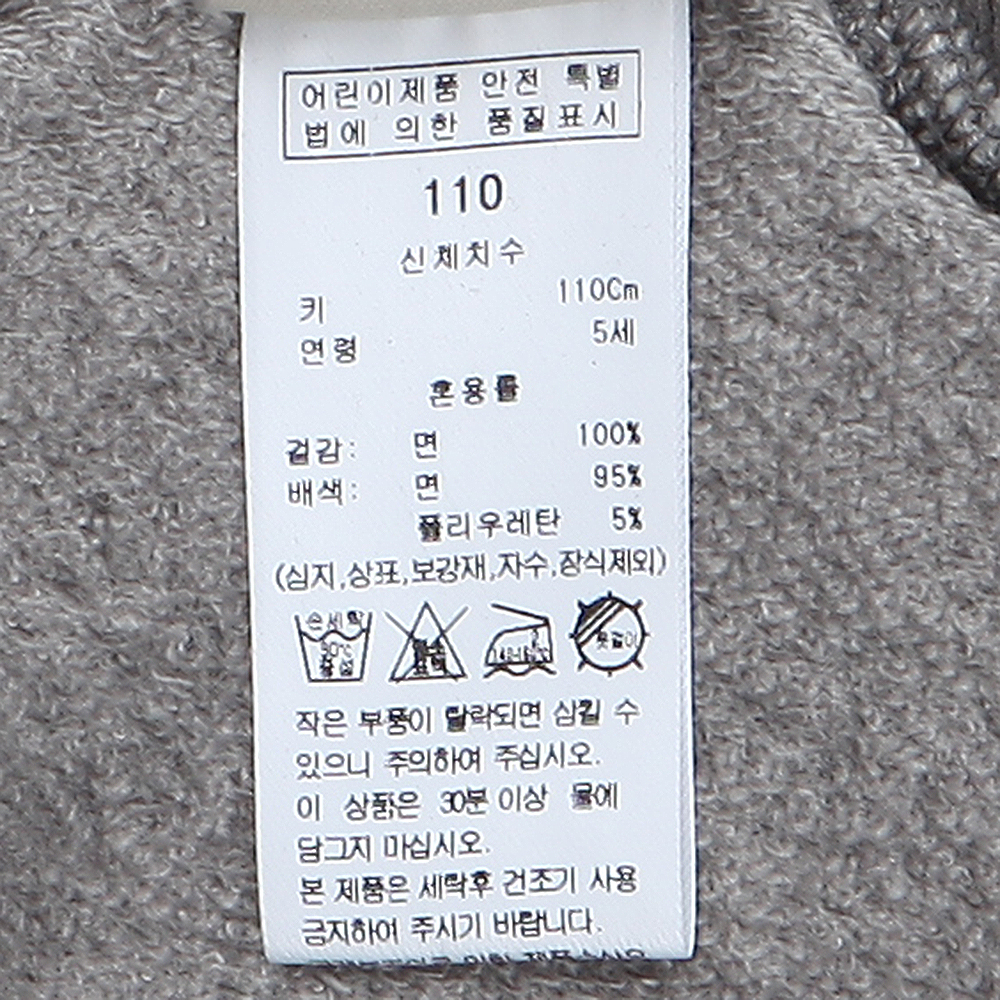 어린이제품 안전 특별
법에 의한 품질표시
110
신체치수
키 110Cm
연령 5세
혼용률
겉감: 면 100%
배색: 면 95%
폴리우레탄 5%
(심지,상표,보강재,자수,장식제외)
손세탁
30℃
중성
옷걸이
작은 부품이 탈락되면 삼킬 수
있으니 주의하여 주십시오.
이 상품은 30분 이상 물에
담그지 마십시오.
본 제품은 세탁후 건조기 사용
금지하여 주시기 바랍니다.